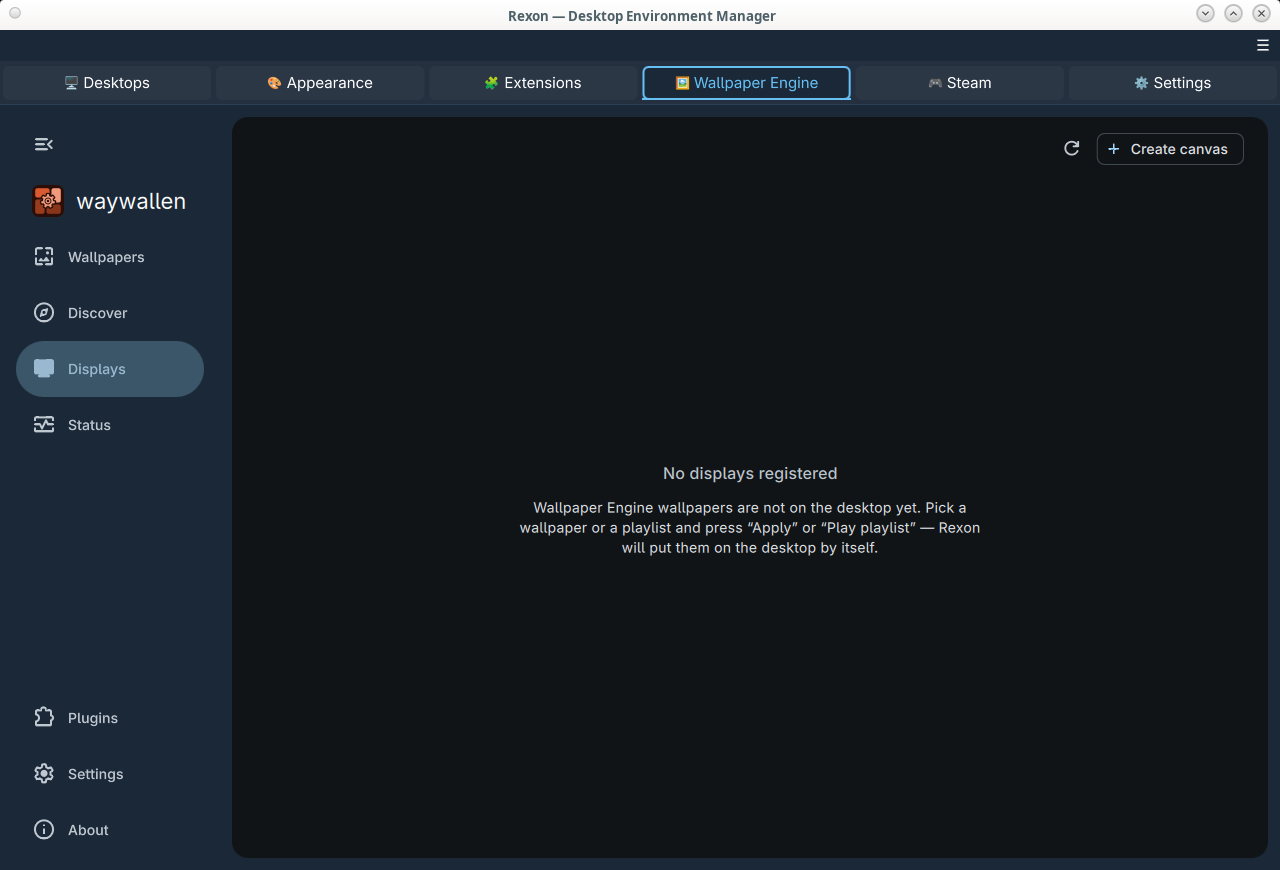 Rexon — Desktop Environment Manager
Desktops
Appearance
Extensions
Wallpaper Engine
Steam
Settings
Create canvas
waywallen
Wallpapers
Discover
Displays
Status
No displays registered
Wallpaper Engine wallpapers are not on the desktop yet. Pick a
wallpaper or a playlist and press “Apply” or “Play playlist” — Rexon
will put them on the desktop by itself.
Plugins
Settings
About